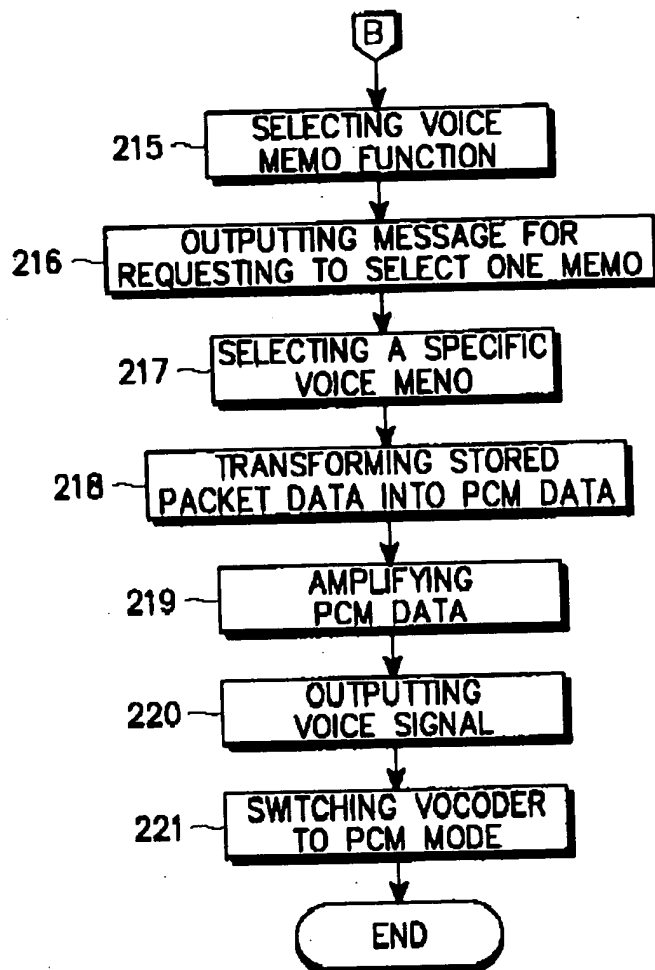 B
215
SELECTING VOICE
MEMO FUNCTION
216
OUTPUTTING MESSAGE FOR
REQUESTING TO SELECT ONE MEMO
217
SELECTING A SPECIFIC
VOICE MENO
218
TRANSFORMING STORED
PACKET DATA INTO PCM DATA
219
AMPLIFYING
PCM DATA
220
OUTPUTTING
VOICE SIGNAL
221
SWITCHING VOCODER
TO PCM MODE
END